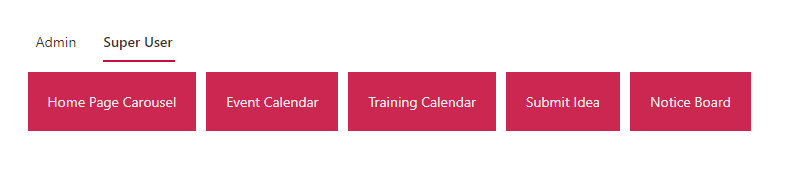 Admin Super User
Home Page Carousel Event Calendar Training Calendar Submit Idea Notice Board